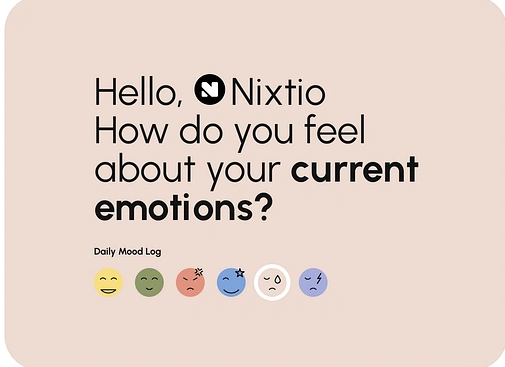 Hello, Nixtio
How do you feel
about your current
emotions?
Daily Mood Log